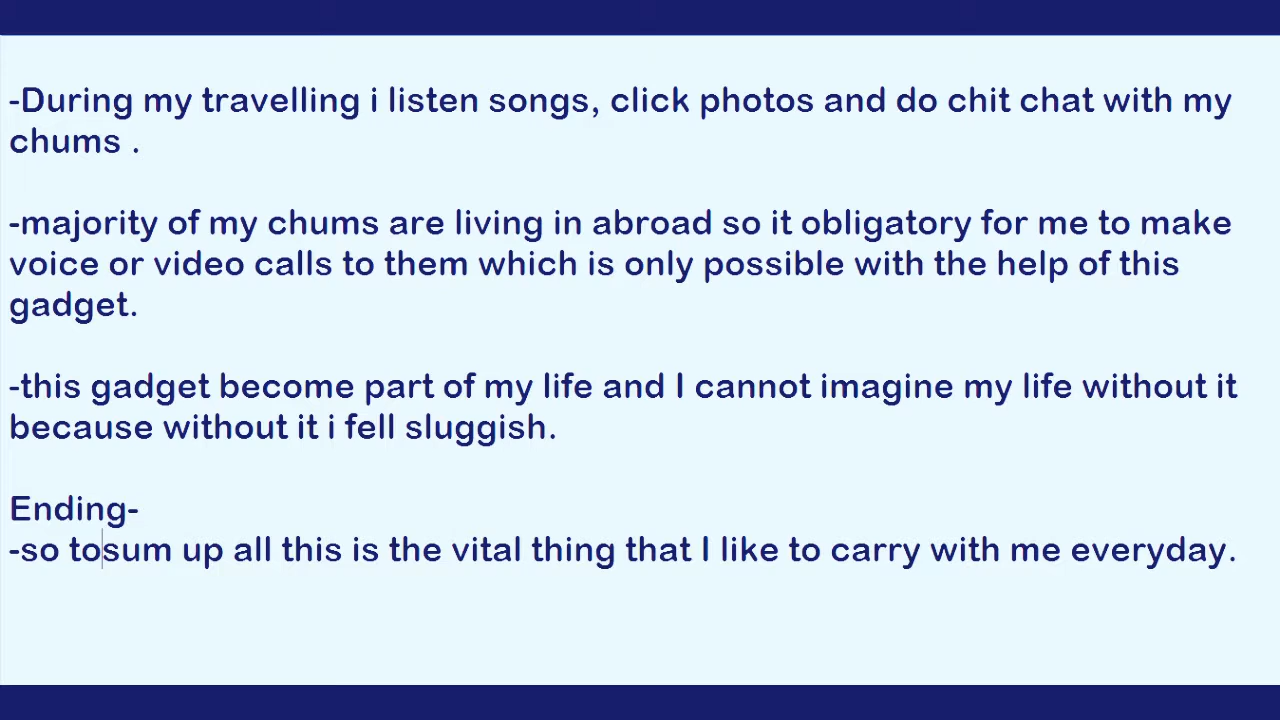 -During my travelling i listen songs, click photos and do chit chat with my
chums .
-majority of my chums are living in abroad so it obligatory for me to make
voice or video calls to them which is only possible with the help of this
gadget.
-this gadget become part of my life and I cannot imagine my life without it
because without it i fell sluggish.
Ending-
-so tosum up all this is the vital thing that I like to carry with me everyday.